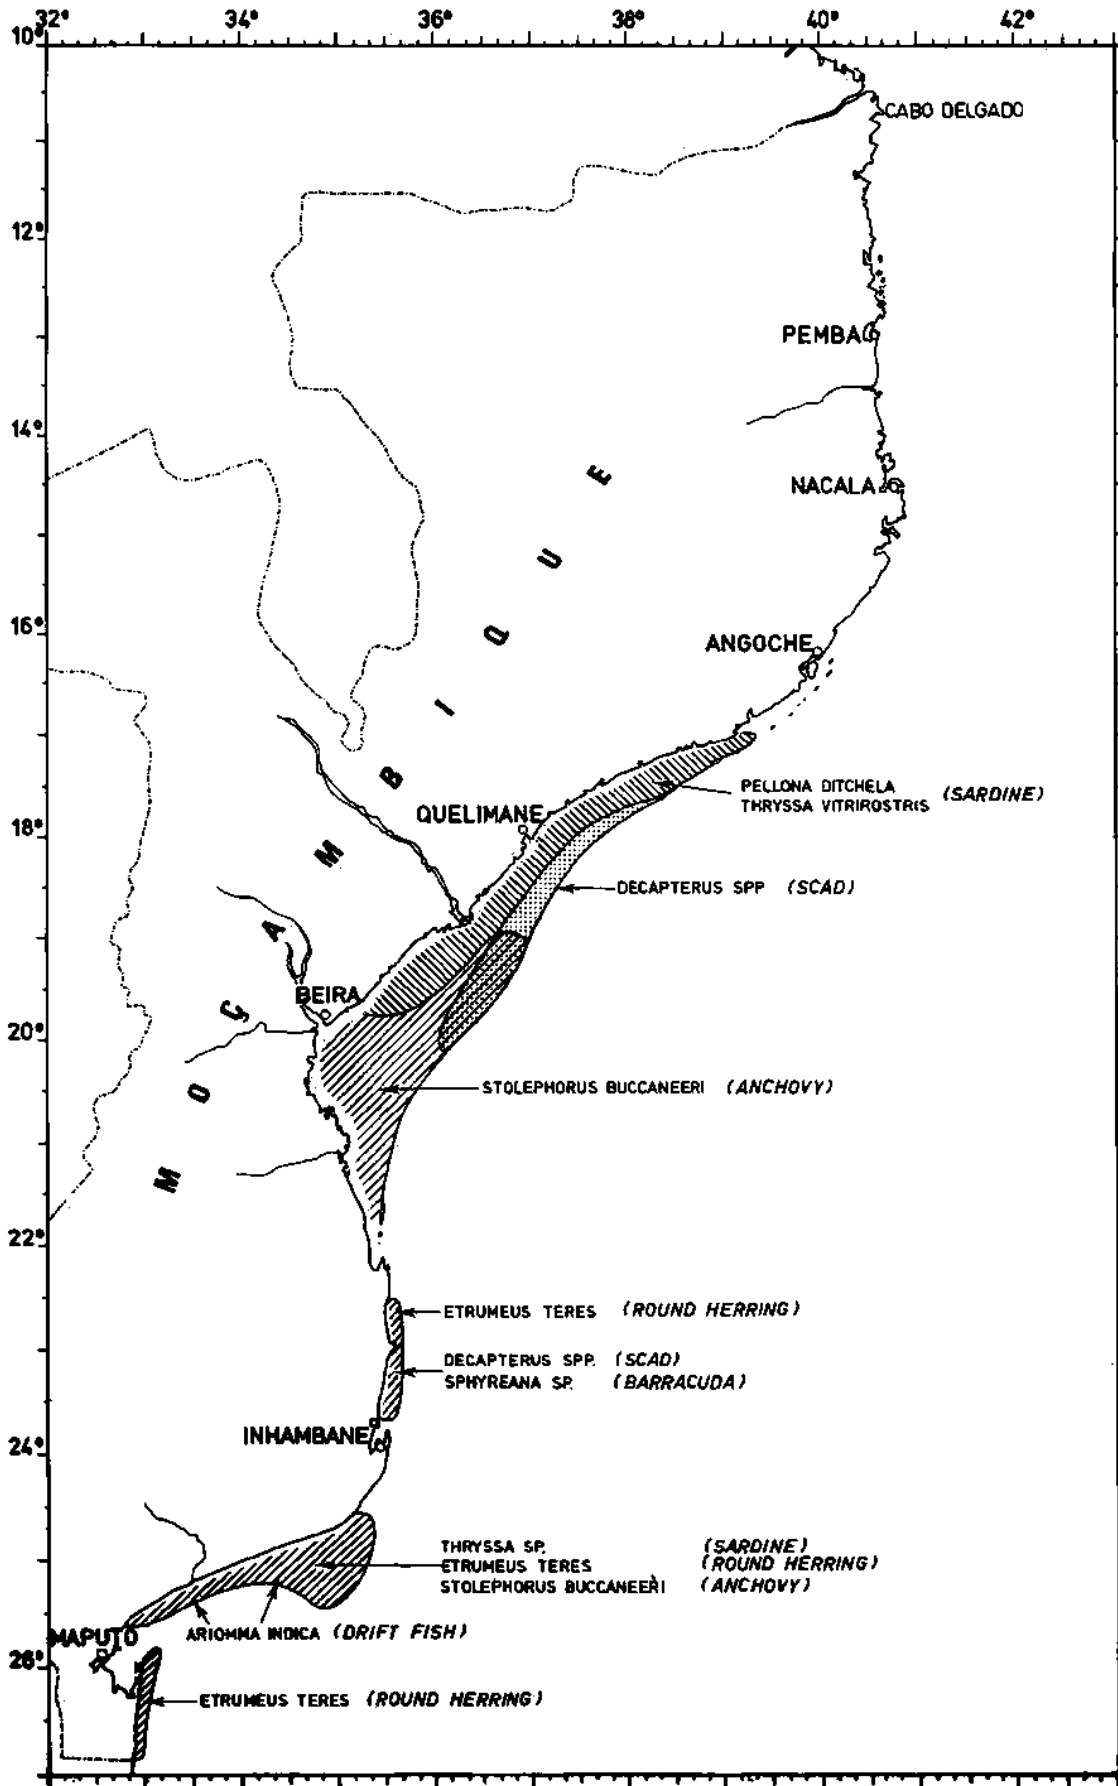 32° 34° 36° 38° 40° 42°
10°
CABO DELGADO
12°
PEMBA
14°
NACALA
16°
ANGOCHE
MOÇAMBIQUE
PELLONA DITCHELA
THRYSSA VITRIROSTRIS (SARDINE)
QUELIMANE
18°
DECAPTERUS SPP (SCAD)
BEIRA
20°
STOLEPHORUS BUCCANEERI (ANCHOVY)
22°
ETRUMEUS TERES (ROUND HERRING)
DECAPTERUS SPP. (SCAD)
SPHYREANA SP. (BARRACUDA)
INHAMBANE
24°
THRYSSA SP. (SARDINE)
ETRUMEUS TERES (ROUND HERRING)
STOLEPHORUS BUCCANEERI (ANCHOVY)
ARIOMMA INDICA (DRIFT FISH)
MAPUTO
26°
ETRUMEUS TERES (ROUND HERRING)